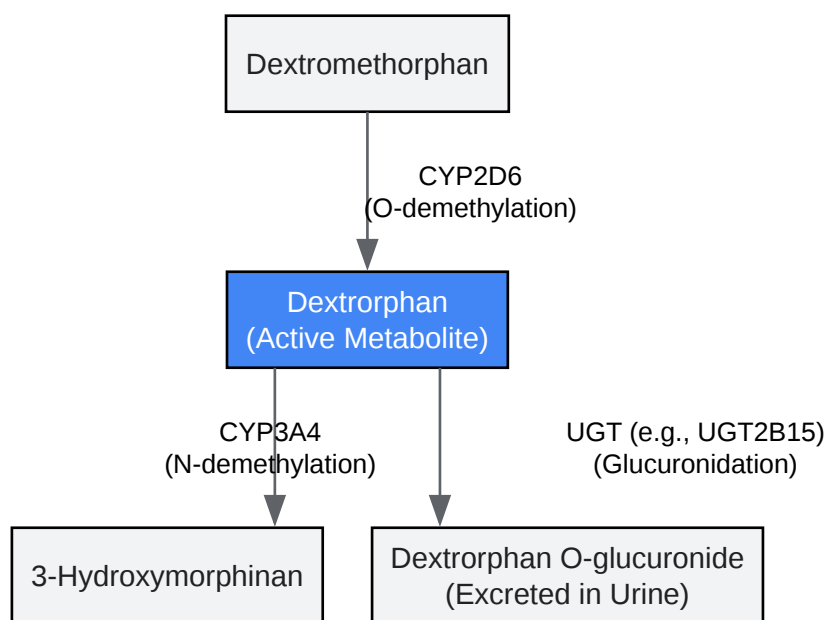 Dextromethorphan
CYP2D6
(O-demethylation)
Dextrorphan
(Active Metabolite)
CYP3A4
(N-demethylation)
UGT (e.g., UGT2B15)
(Glucuronidation)
3-Hydroxymorphinan
Dextrorphan O-glucuronide
(Excreted in Urine)